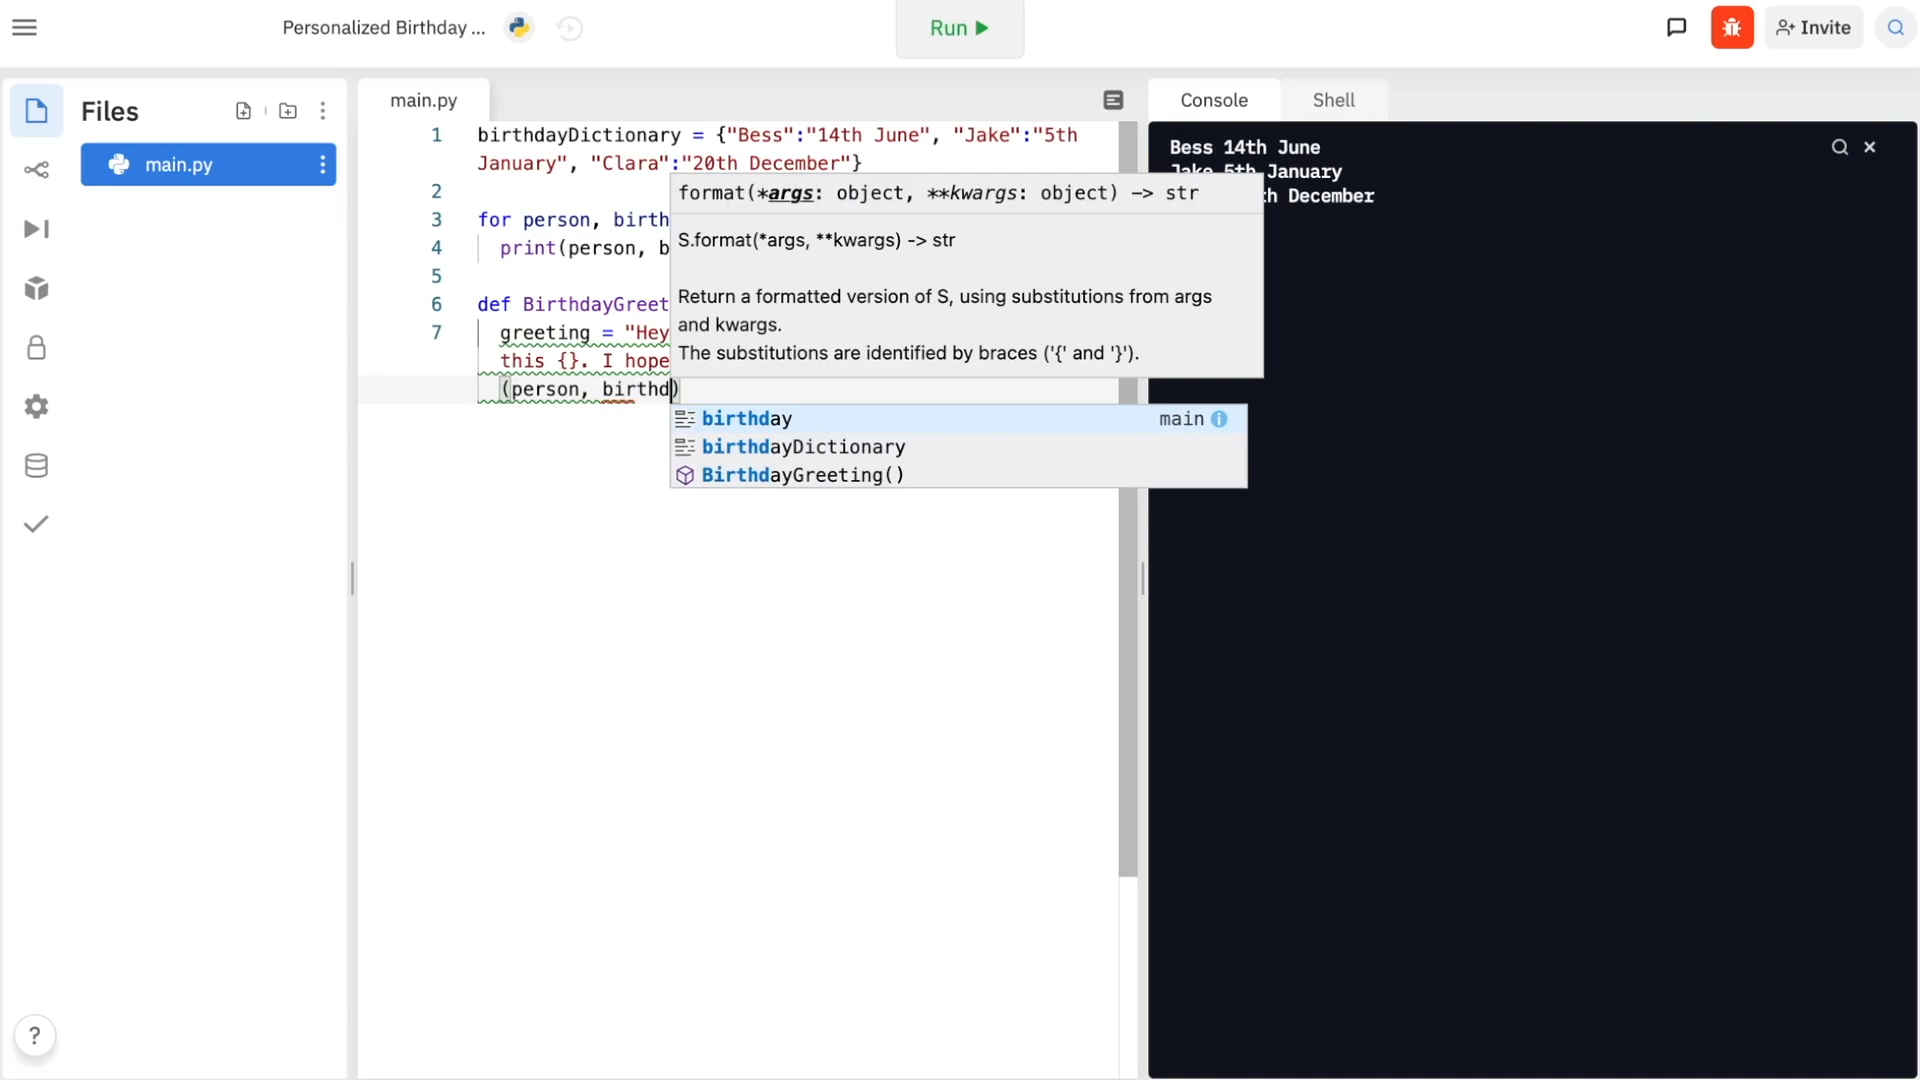 Personalized Birthday ...
Run
Invite
Files
main.py
main.py
Console
Shell
1 birthdayDictionary = {"Bess":"14th June", "Jake":"5th
January", "Clara":"20th December"}
2
3 for person, birth
4 print(person, b
5
6 def BirthdayGreet
7 greeting = "Hey
this {}. I hope
(person, birthd)
format(*args: object, **kwargs: object) -> str
S.format(*args, **kwargs) -> str
Return a formatted version of S, using substitutions from args
and kwargs.
The substitutions are identified by braces ('{' and '}').
birthday main
birthdayDictionary
BirthdayGreeting()
Bess 14th June
Jake 5th January
th December
?